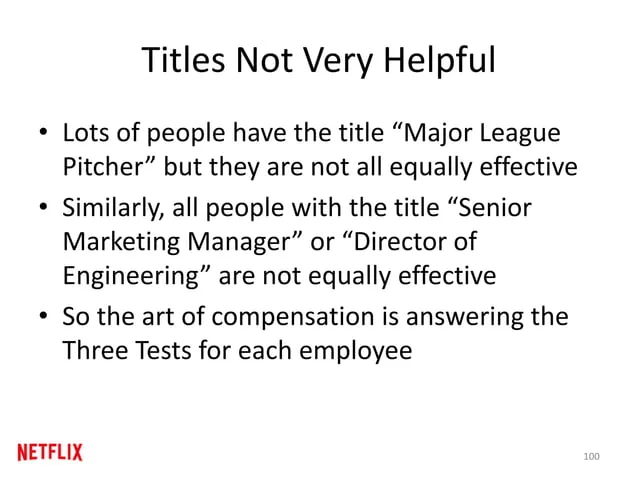 Titles Not Very Helpful
• Lots of people have the title “Major League
Pitcher” but they are not all equally effective
• Similarly, all people with the title “Senior
Marketing Manager” or “Director of
Engineering” are not equally effective
• So the art of compensation is answering the
Three Tests for each employee
NETFLIX
100